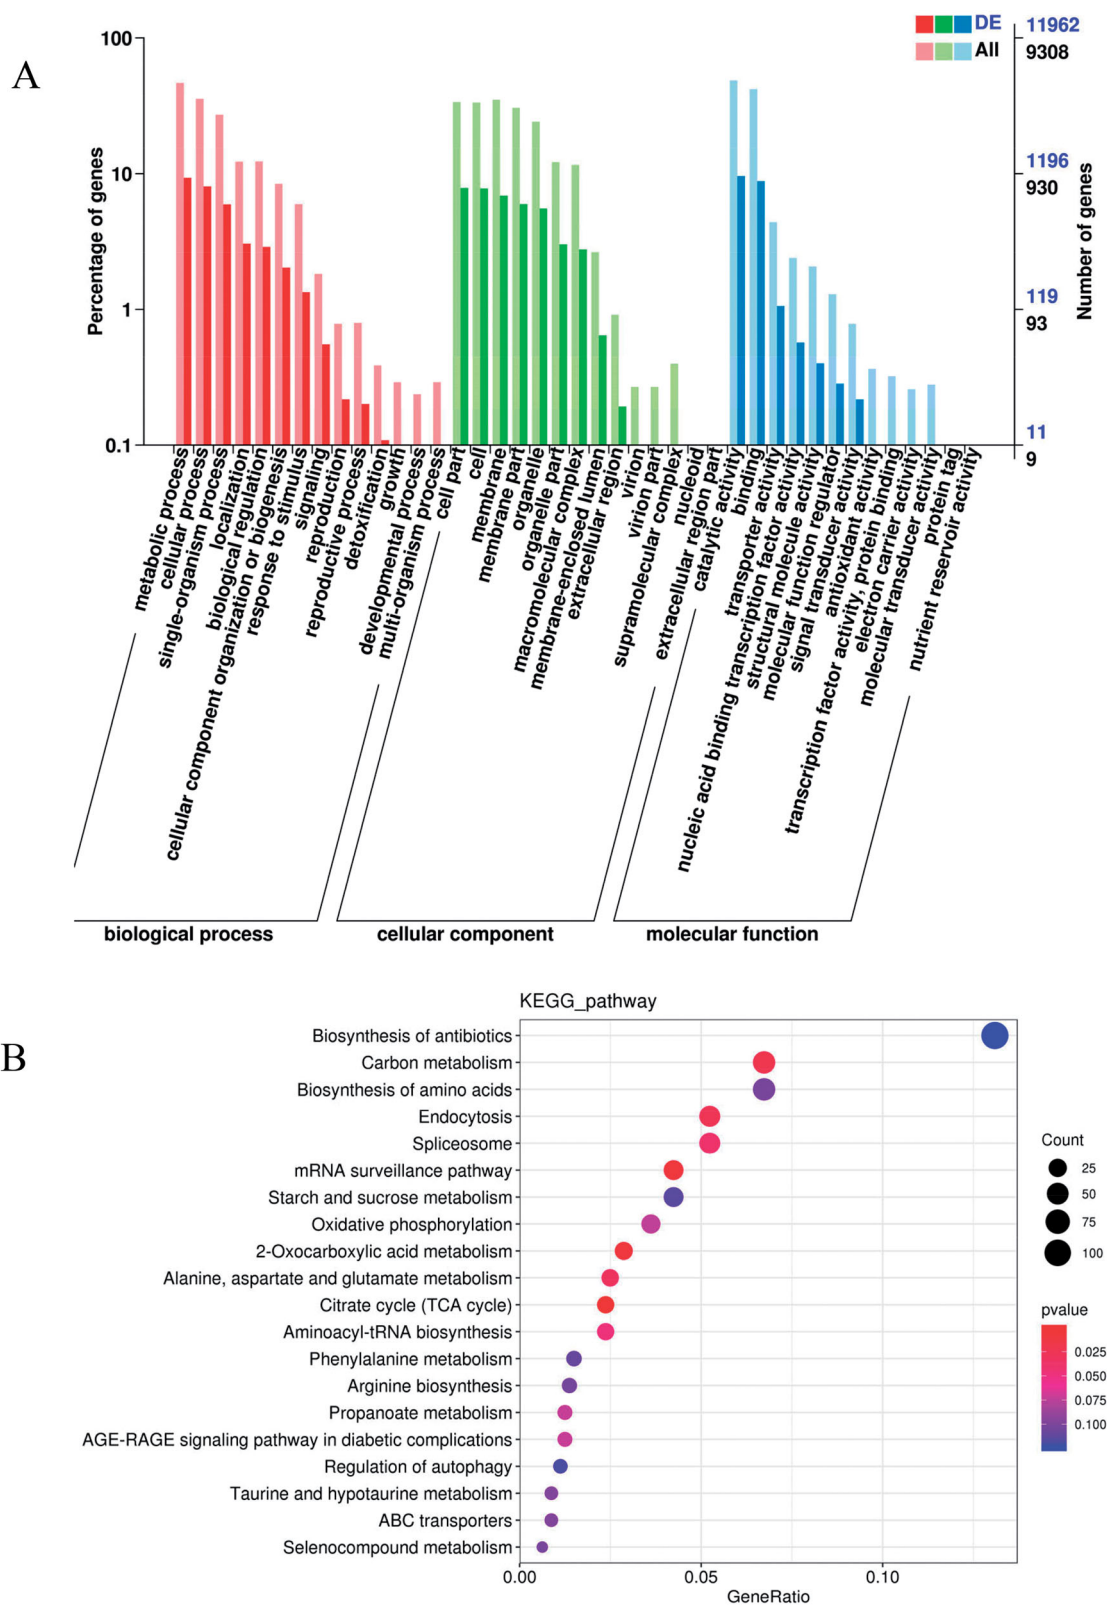 A
DE
All
11962
9308
1196
930
119
93
11
9
100
10
1
0.1
Percentage of genes
Number of genes
metabolic process
cellular process
single-organism process
localization
biological regulation
cellular component organization or biogenesis
response to stimulus
signaling
reproduction
reproductive process
detoxification
growth
developmental process
multi-organism process
cell part
cell
membrane
membrane part
organelle
organelle part
macromolecular complex
membrane-enclosed lumen
extracellular region
virion
virion part
supramolecular complex
nucleoid
extracellular region part
catalytic activity
binding
transporter activity
nucleic acid binding transcription factor activity
structural molecule activity
molecular function regulator
signal transducer activity
antioxidant activity
transcription factor activity, protein binding
electron carrier activity
molecular transducer activity
protein tag
nutrient reservoir activity
biological process
cellular component
molecular function
B
KEGG_pathway
Biosynthesis of antibiotics
Carbon metabolism
Biosynthesis of amino acids
Endocytosis
Spliceosome
mRNA surveillance pathway
Starch and sucrose metabolism
Oxidative phosphorylation
2-Oxocarboxylic acid metabolism
Alanine, aspartate and glutamate metabolism
Citrate cycle (TCA cycle)
Aminoacyl-tRNA biosynthesis
Phenylalanine metabolism
Arginine biosynthesis
Propanoate metabolism
AGE-RAGE signaling pathway in diabetic complications
Regulation of autophagy
Taurine and hypotaurine metabolism
ABC transporters
Selenocompound metabolism
0.00
0.05
0.10
GeneRatio
Count
25
50
75
100
pvalue
0.025
0.050
0.075
0.100